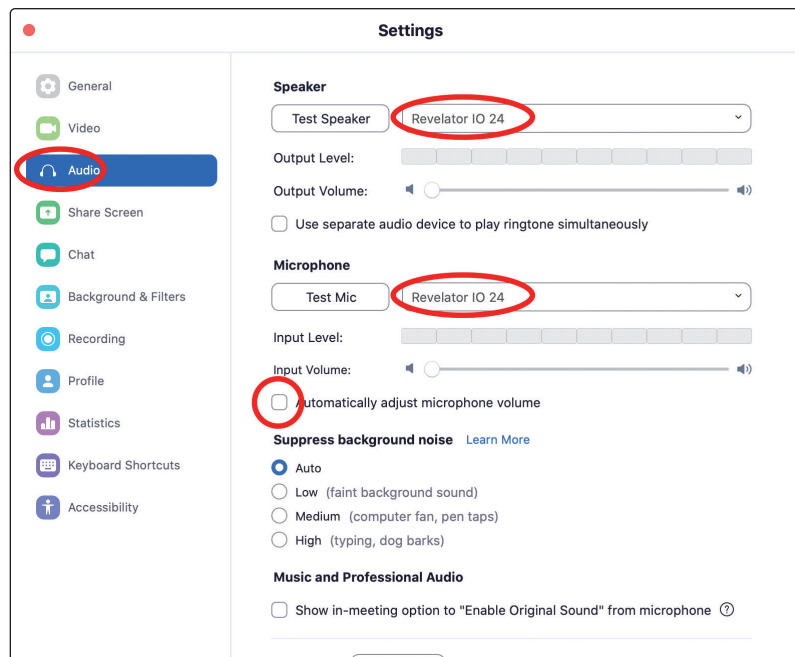 Settings
General
Video
Audio
Share Screen
Chat
Background & Filters
Recording
Profile
Statistics
Keyboard Shortcuts
Accessibility
Speaker
Test Speaker
Revelator IO 24
Output Level:
Output Volume:
Use separate audio device to play ringtone simultaneously
Microphone
Test Mic
Revelator IO 24
Input Level:
Input Volume:
Automatically adjust microphone volume
Suppress background noise Learn More
Auto
Low (faint background sound)
Medium (computer fan, pen taps)
High (typing, dog barks)
Music and Professional Audio
Show in-meeting option to "Enable Original Sound" from microphone ?